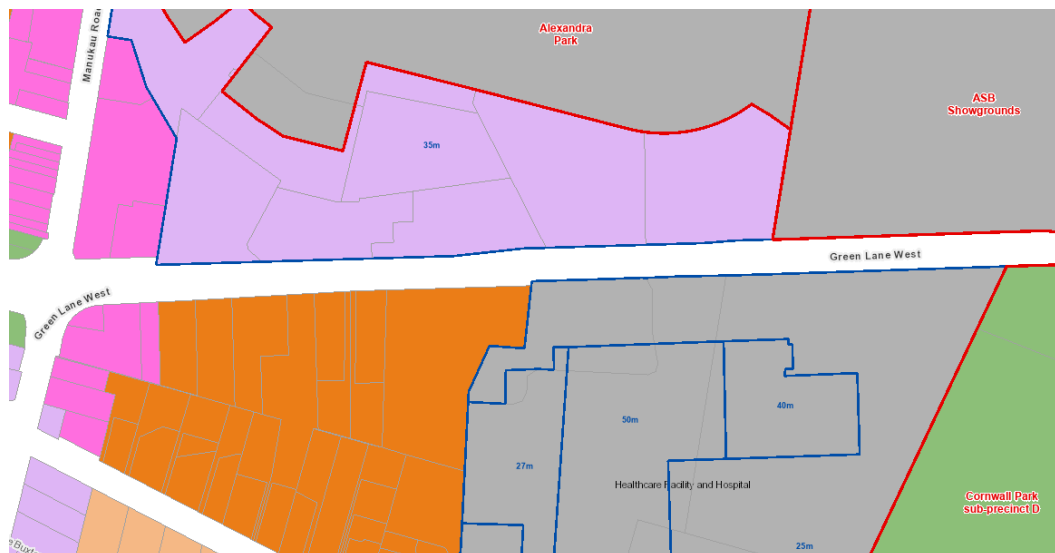 Manukau Road
Alexandra
Park
ASB
Showgrounds
35m
Green Lane West
Green Lane West
40m
50m
27m
Healthcare Facility and Hospital
Cornwall Park
sub-precinct D
25m